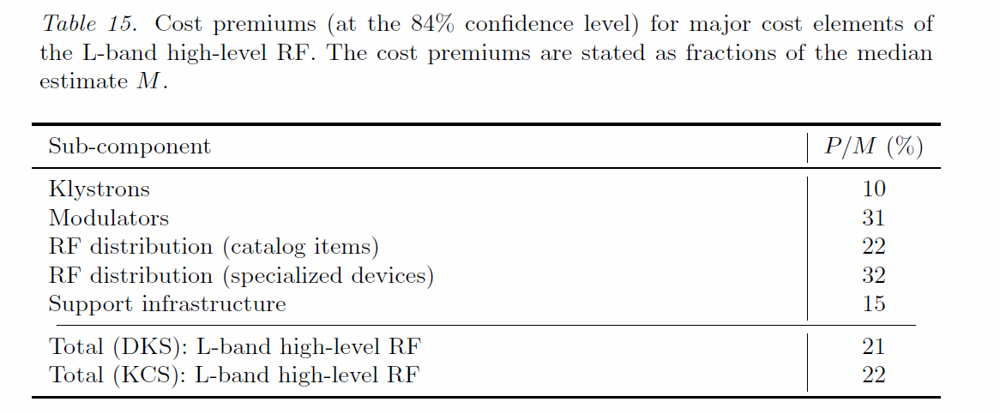 Table 15. Cost premiums (at the 84% confidence level) for major cost elements of
the L-band high-level RF. The cost premiums are stated as fractions of the median
estimate M.
Sub-component P/M (%)
Klystrons 10
Modulators 31
RF distribution (catalog items) 22
RF distribution (specialized devices) 32
Support infrastructure 15
Total (DKS): L-band high-level RF 21
Total (KCS): L-band high-level RF 22